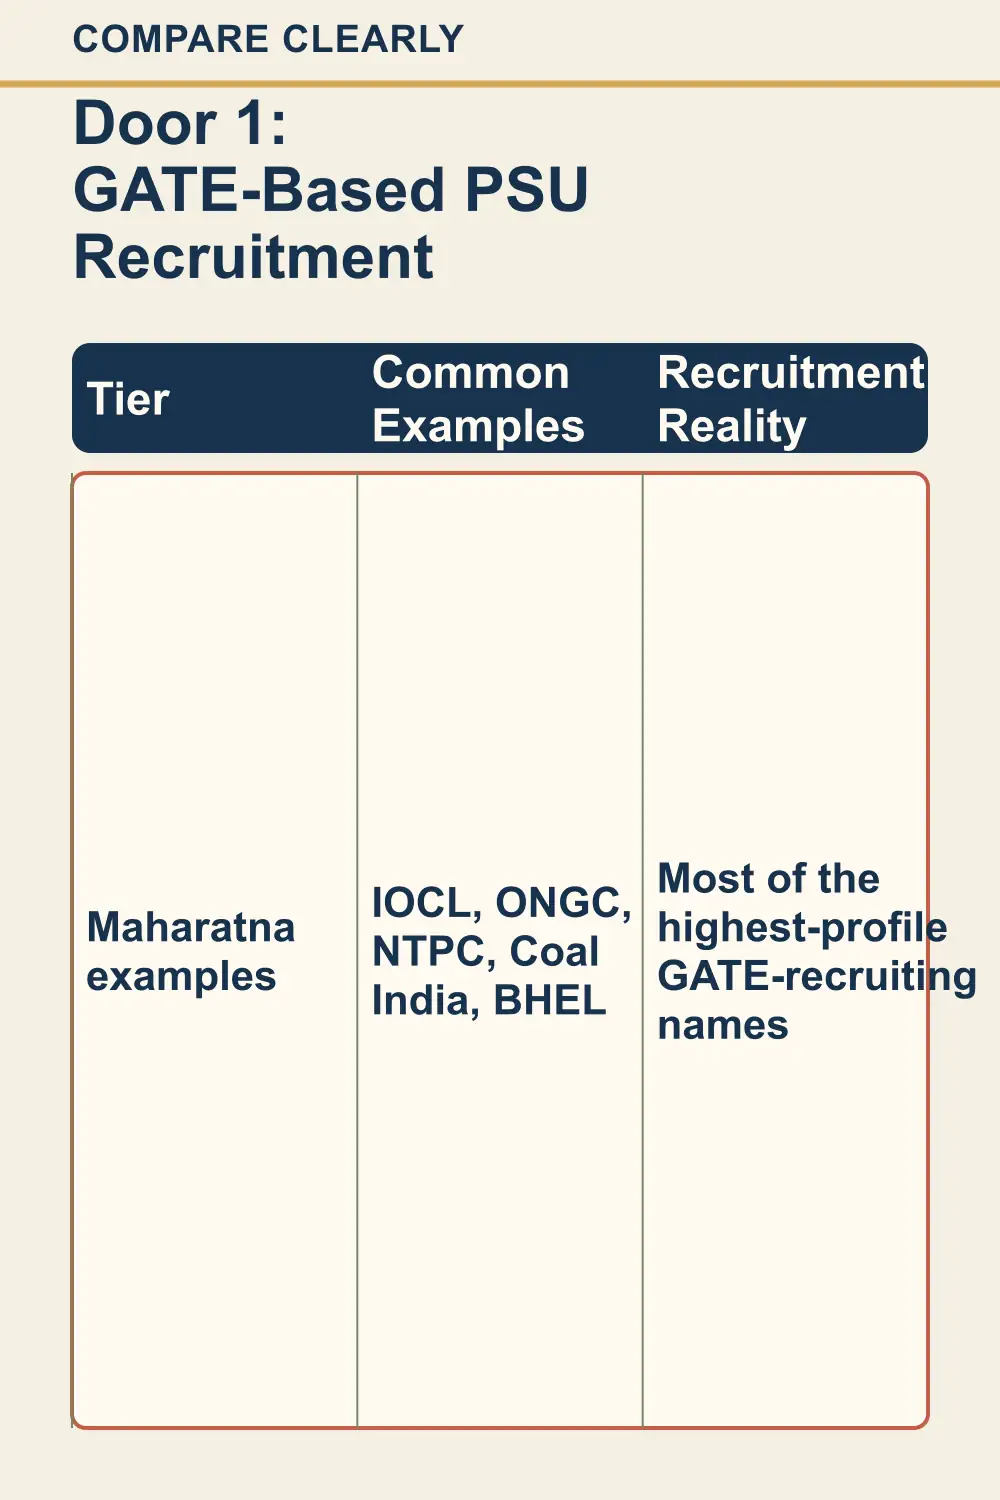 COMPARE CLEARLY
Door 1:
GATE-Based PSU
Recruitment
Tier
Common
Examples
Recruitment
Reality
Maharatna
examples
IOCL, ONGC,
NTPC, Coal
India, BHEL
Most of the
highest-profile
GATE-recruiting
names